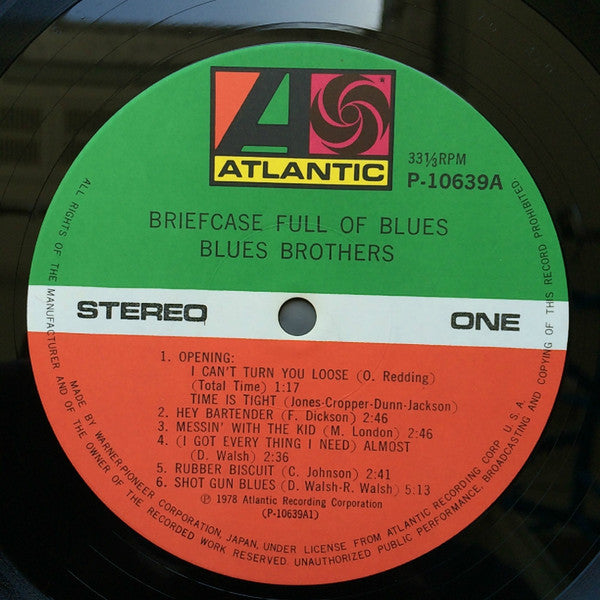 ATLANTIC
33⅓RPM
P-10639A
BRIEFCASE FULL OF BLUES
BLUES BROTHERS
STEREO
ONE
1. OPENING:
I CAN'T TURN YOU LOOSE (O. Redding)
(Total Time) 1:17
TIME IS TIGHT (Jones-Cropper-Dunn-Jackson)
2. HEY BARTENDER (F. Dickson) 2:46
3. MESSIN' WITH THE KID (M. London) 2:46
4. (I GOT EVERY THING I NEED) ALMOST
(D. Walsh) 2:36
5. RUBBER BISCUIT (C. Johnson) 2:41
6. SHOT GUN BLUES (D. Walsh-R. Walsh) 5:13
Ⓟ 1978 Atlantic Recording Corporation
(P-10639A1)
ALL RIGHTS OF THE MANUFACTURER AND OF THE OWNER OF THE RECORDED WORK RESERVED. UNAUTHORIZED PUBLIC PERFORMANCE, BROADCASTING AND COPYING OF THS RECORD PROHIBITED.
MADE BY WARNER-PIONEER CORPORATION, JAPAN, UNDER LICENSE FROM ATLANTIC RECORDING CORP. U.S.A.